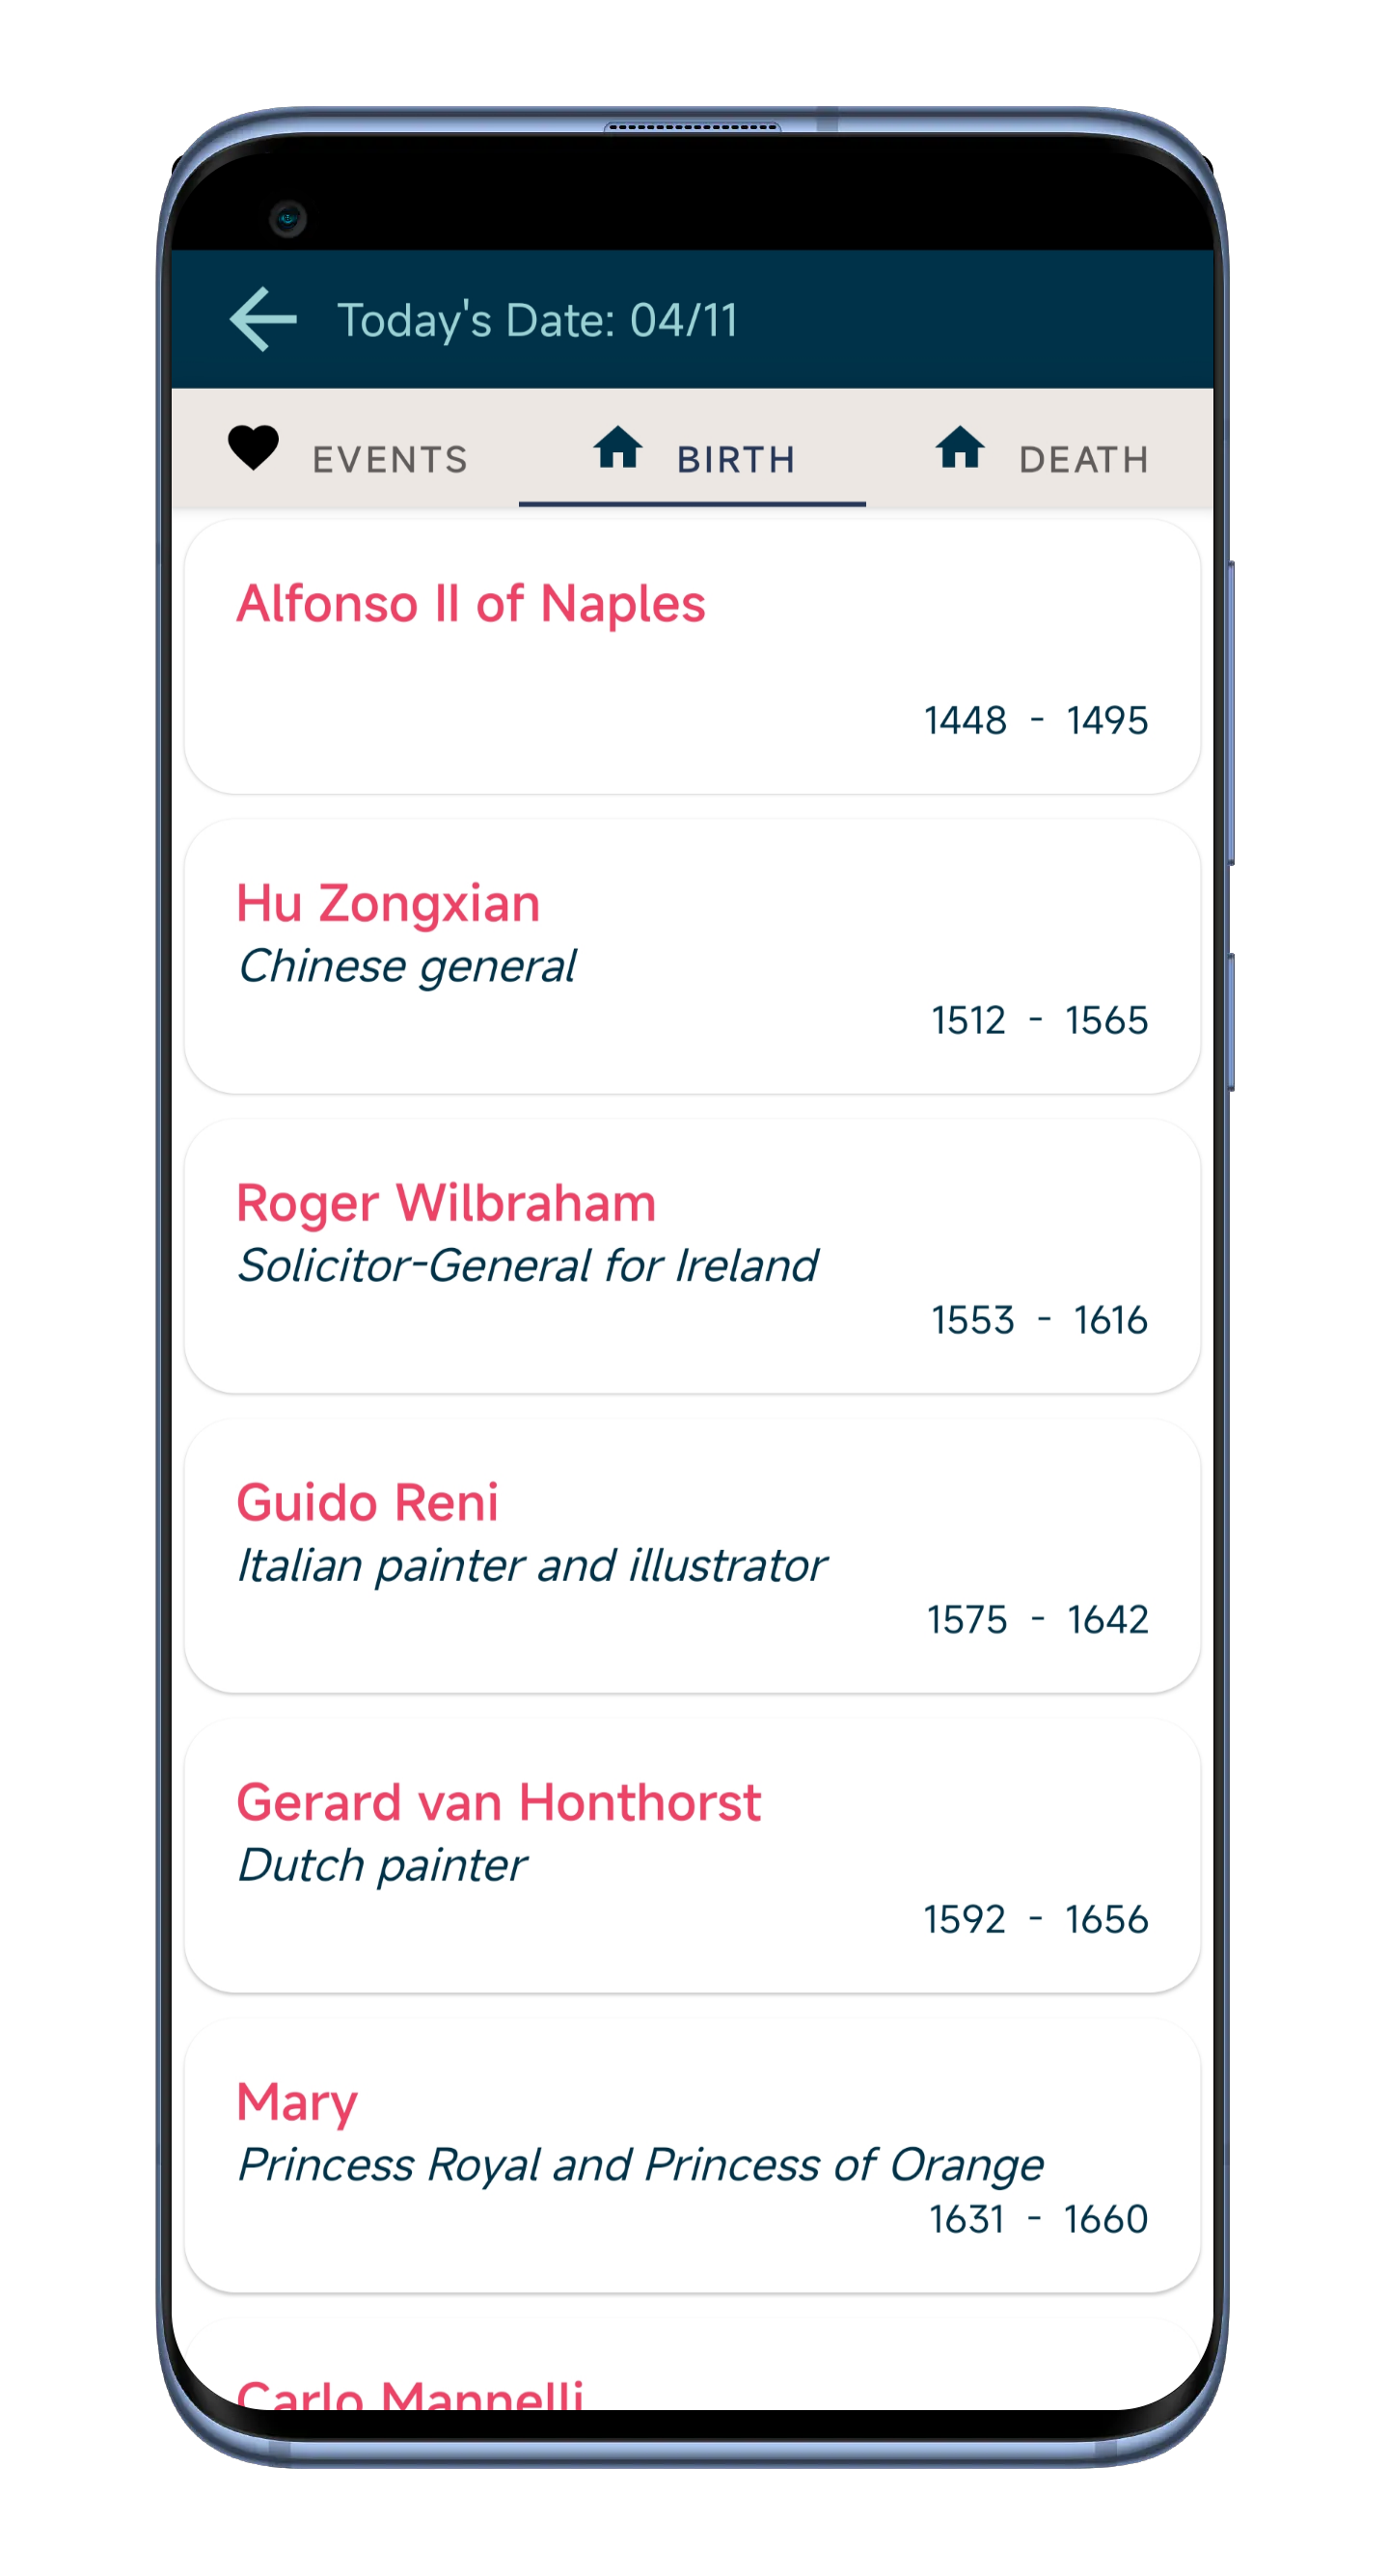 Today's Date: 04/11
EVENTS BIRTH DEATH
Alfonso II of Naples
1448 - 1495
Hu Zongxian
Chinese general
1512 - 1565
Roger Wilbraham
Solicitor-General for Ireland
1553 - 1616
Guido Reni
Italian painter and illustrator
1575 - 1642
Gerard van Honthorst
Dutch painter
1592 - 1656
Mary
Princess Royal and Princess of Orange
1631 - 1660
Carlo Mannelli